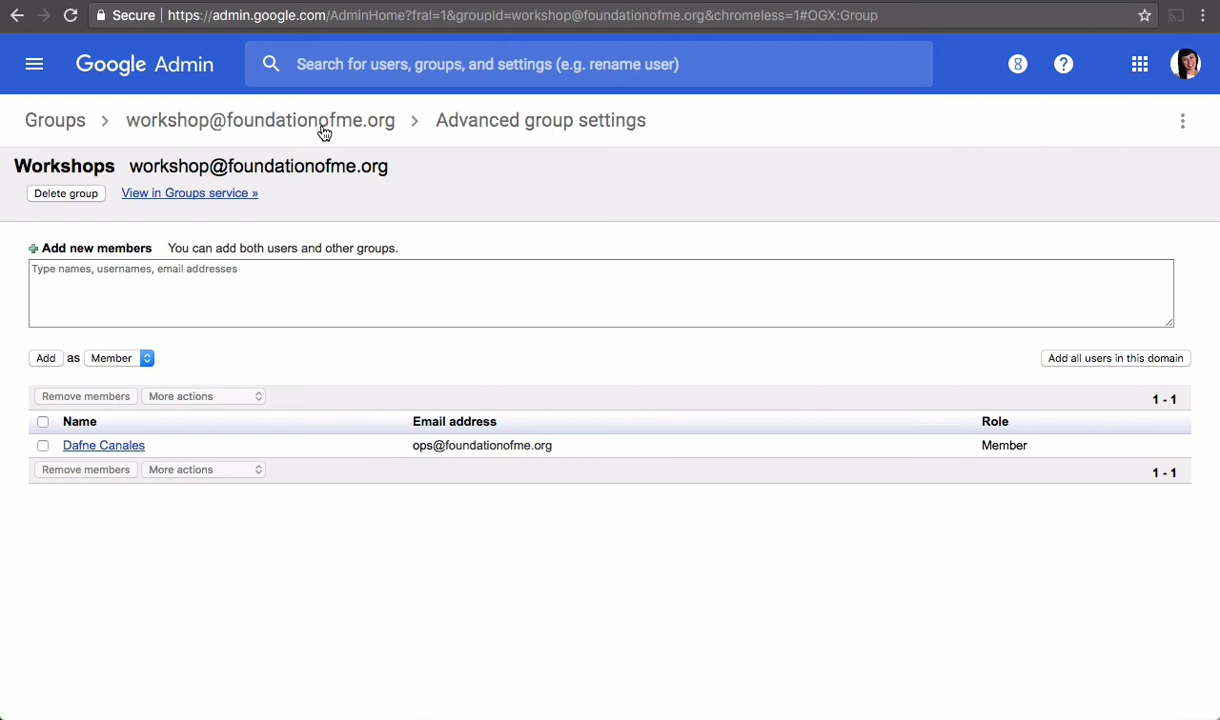 Secure | https://admin.google.com/AdminHome?fral=1&groupId=workshop@foundationofme.org&chromeless=1#OGX:Group
Google Admin
Search for users, groups, and settings (e.g. rename user)
Groups > workshop@foundationofme.org > Advanced group settings
Workshops workshop@foundationofme.org
Delete group View in Groups service »
Add new members You can add both users and other groups.
Type names, usernames, email addresses
Add as Member Add all users in this domain
Remove members More actions 1 - 1
Name Email address Role
Dafne Canales ops@foundationofme.org Member
Remove members More actions 1 - 1